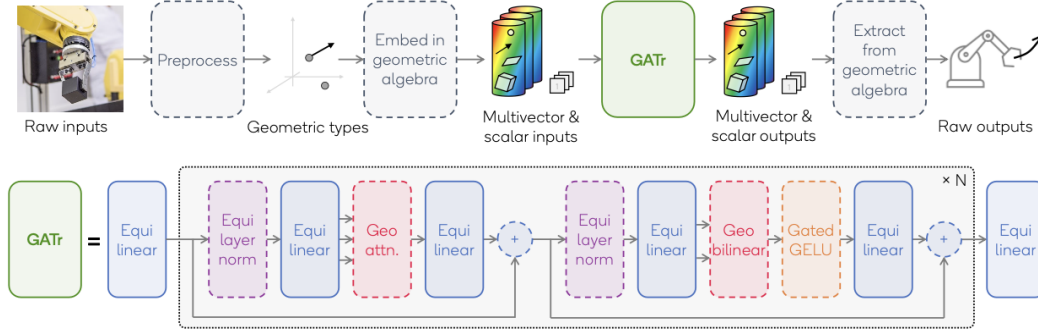 Preprocess
Embed in
geometric
algebra
GATr
Extract
from
geometric
algebra
Raw inputs
Geometric types
Multivector &
scalar inputs
Multivector &
scalar outputs
Raw outputs
× N
GATr
=
Equi
linear
Equi
layer
norm
Equi
linear
Geo
attn.
Equi
linear
+
Equi
layer
norm
Equi
linear
Geo
bilinear
Gated
GELU
Equi
linear
+
Equi
linear